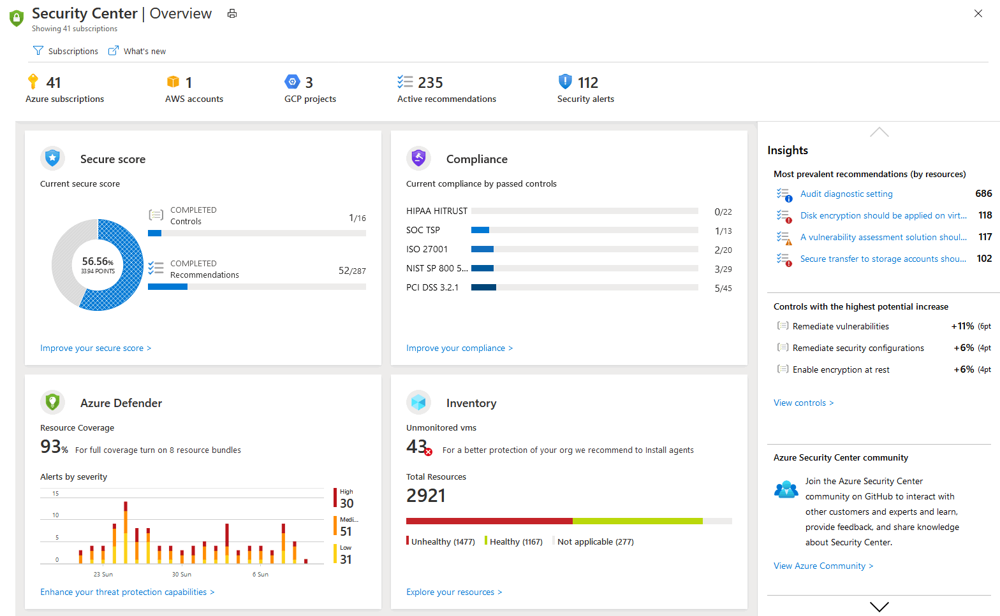 Security Center | Overview
Showing 41 subscriptions
Subscriptions
What's new
41
Azure subscriptions
1
AWS accounts
3
GCP projects
235
Active recommendations
112
Security alerts
Secure score
Current secure score
56.56%
33.94 POINTS
COMPLETED
Controls
1/16
COMPLETED
Recommendations
52/287
Improve your secure score >
Compliance
Current compliance by passed controls
HIPAA HITRUST 0/22
SOC TSP 1/13
ISO 27001 2/20
NIST SP 800 5... 3/29
PCI DSS 3.2.1 5/45
Improve your compliance >
Azure Defender
Resource Coverage
93% For full coverage turn on 8 resource bundles
Alerts by severity
15
10
5
0
23 Sun
30 Sun
6 Sun
High
30
Medi...
51
Low
31
Enhance your threat protection capabilities >
Inventory
Unmonitored vms
43 For a better protection of your org we recommend to Install agents
Total Resources
2921
Unhealthy (1477)
Healthy (1167)
Not applicable (277)
Explore your resources >
Insights
Most prevalent recommendations (by resources)
Audit diagnostic setting 686
Disk encryption should be applied on virt... 118
A vulnerability assessment solution shoul... 117
Secure transfer to storage accounts shou... 102
Controls with the highest potential increase
Remediate vulnerabilities +11% (6pt
Remediate security configurations +6% (4pt
Enable encryption at rest +6% (4pt
View controls >
Azure Security Center community
Join the Azure Security Center
community on GitHub to interact with
other customers and experts and learn,
provide feedback, and share knowledge
about Security Center.
View Azure Community >